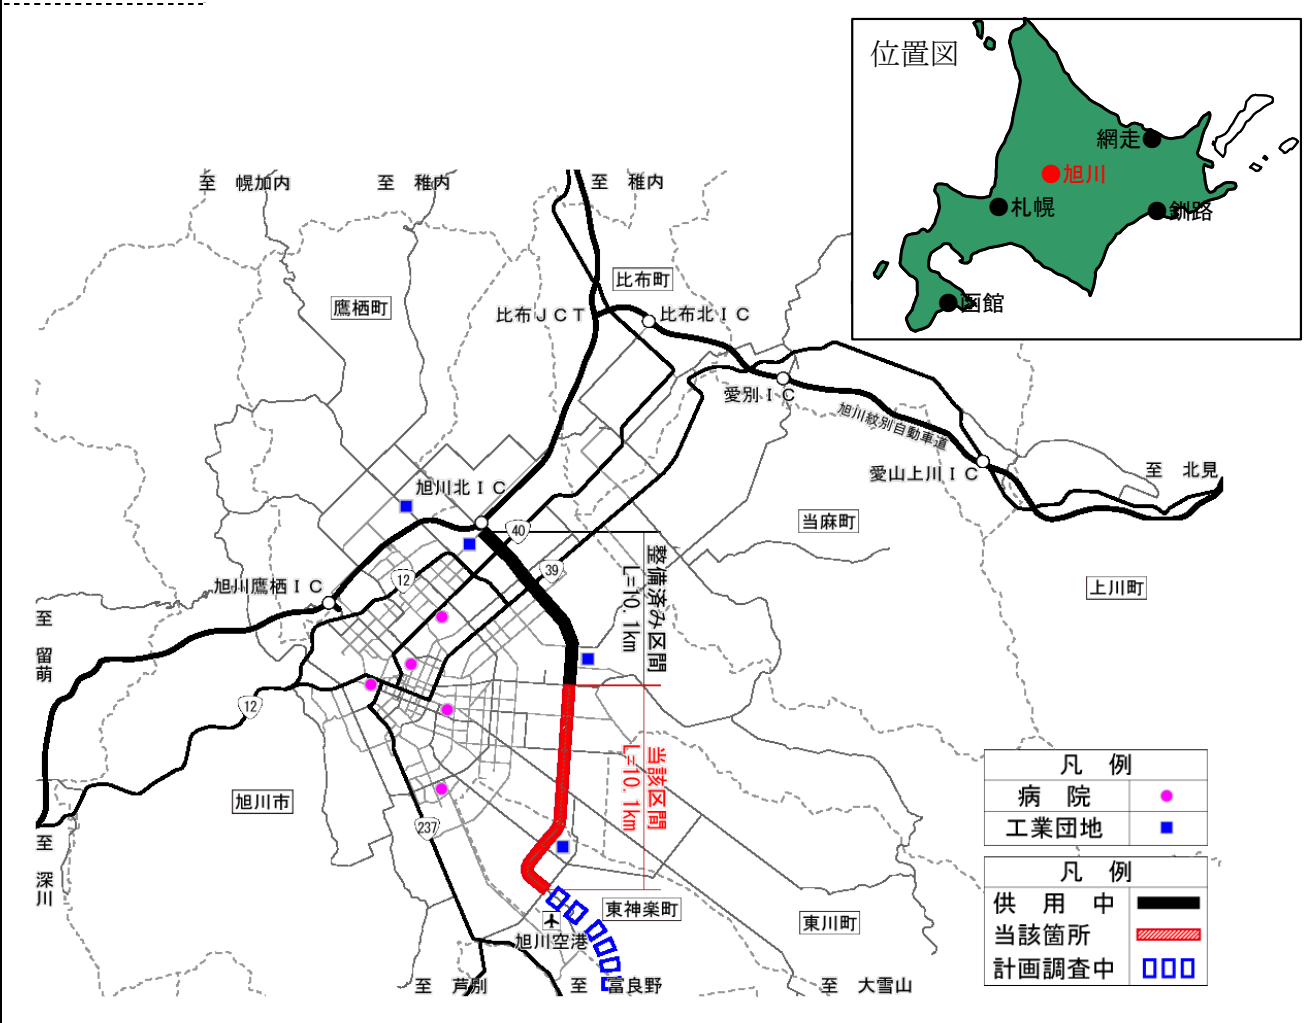 位置図
網走
旭川
札幌
釧路
函館
至　幌加内
至　稚内
至　稚内
比布町
鷹栖町
比布ＪＣＴ
比布北ＩＣ
愛別ＩＣ
旭川紋別自動車道
愛山上川ＩＣ
至　北見
旭川北ＩＣ
当麻町
40
整備済み区間
L=10.1km
39
12
旭川鷹栖ＩＣ
上川町
至　留萌
12
当該区間
L=10.1km
旭川市
237
至　深川
東神楽町
東川町
旭川空港
至　芦別
至　富良野
至　大雪山
凡　例
病　院
工業団地
凡　例
供　用　中
当該箇所
計画調査中